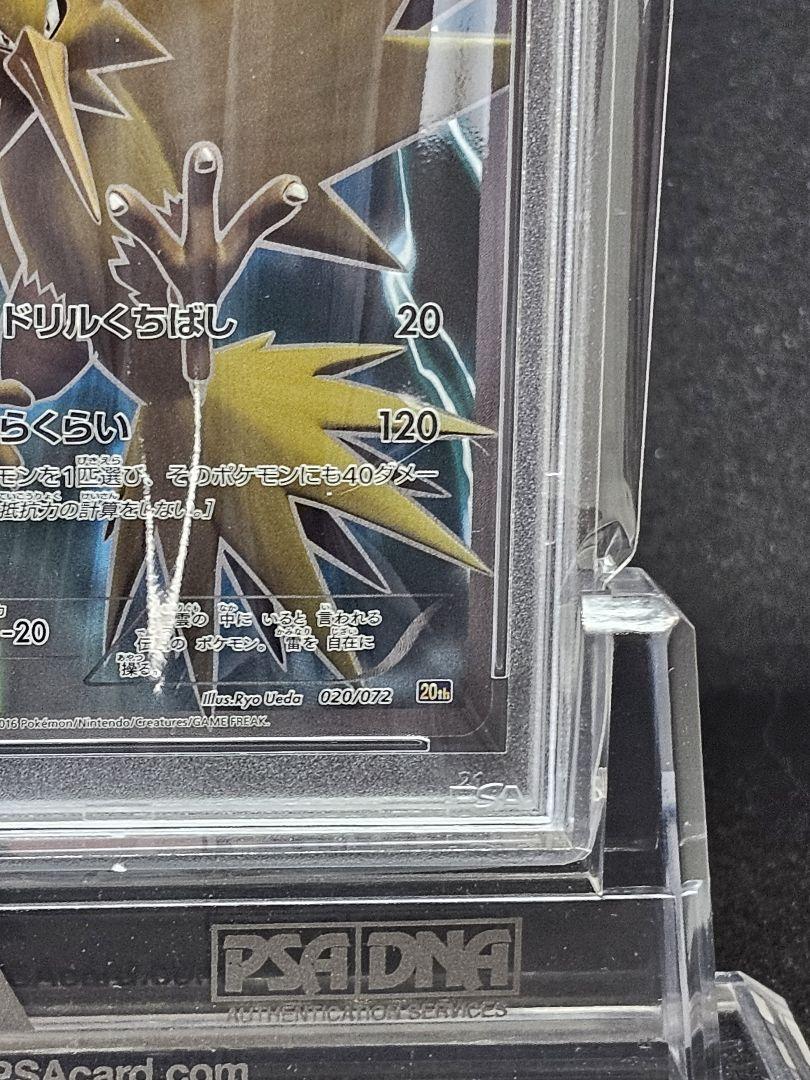 ドリルくちばし 20
らくらい 120
モンを1匹選び、そのポケモンにも40ダメー
抵抗力の計算をしない。]
-20
雲の 中に いると 言われる
伝説の ポケモン。雷を 自在に
操る。
Illus.Ryo Ueda 020/072 20th
2016 Pokémon/Nintendo/Creatures/GAME FREAK.
21
PSA
PSA DNA
AUTHENTICATION SERVICES
PSAcard.com